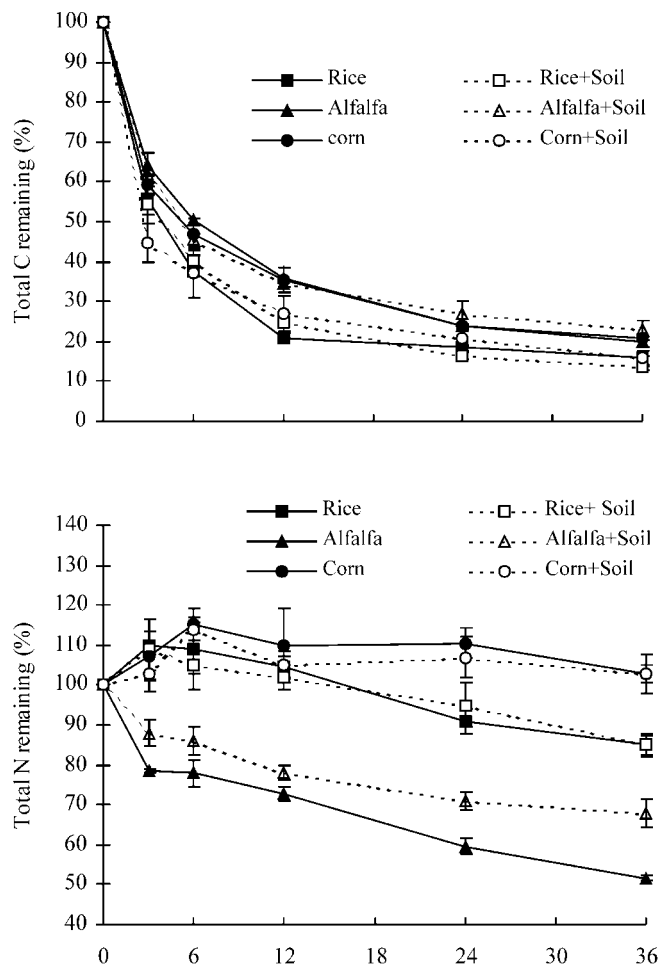 100
90
80
70
60
50
40
30
20
10
0
Total C remaining (%)
Rice
Alfalfa
corn
Rice+Soil
Alfalfa+Soil
Corn+Soil
Rice
Alfalfa
Corn
Rice+ Soil
Alfalfa+Soil
Corn+Soil
140
130
120
110
100
90
80
70
60
50
40
Total N remaining (%)
0 6 12 18 24 30 36